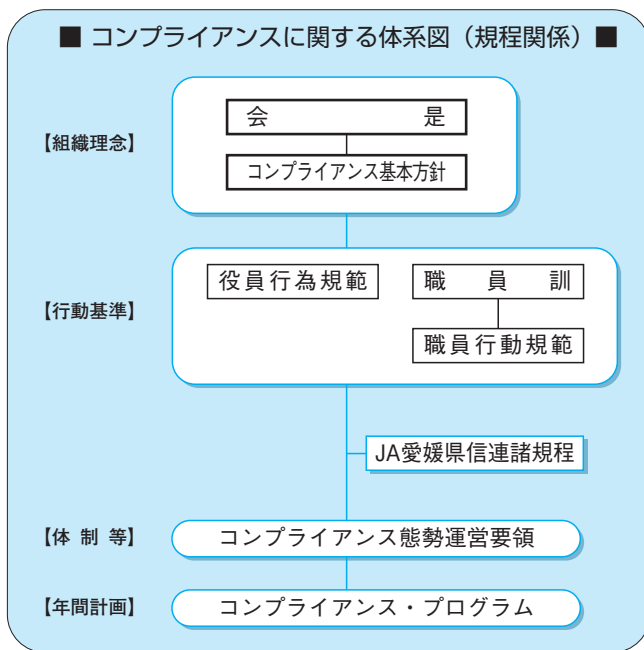 ■ コンプライアンスに関する体系図（規程関係）■
【組織理念】
会　是
コンプライアンス基本方針
【行動基準】
役員行為規範
職員訓
職員行動規範
JA愛媛県信連諸規程
【体制等】
コンプライアンス態勢運営要領
【年間計画】
コンプライアンス・プログラム